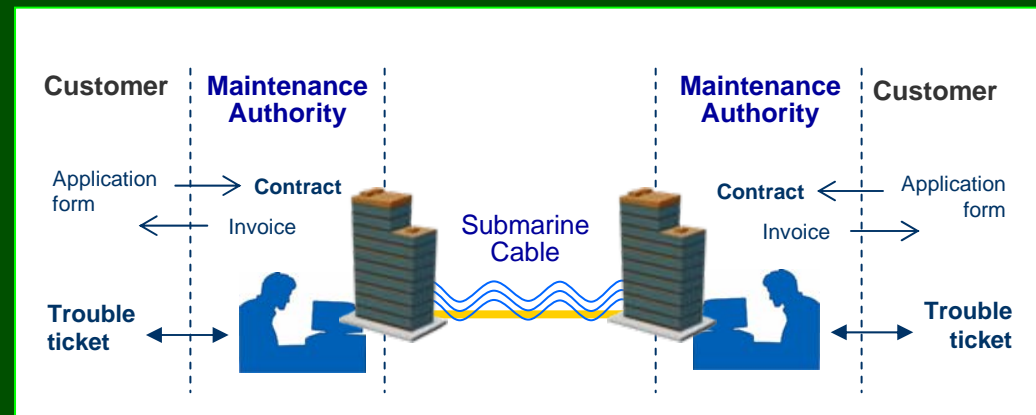 Customer
Maintenance
Authority
Maintenance
Authority
Customer
Application
form
Contract
Invoice
Submarine
Cable
Contract
Application
form
Invoice
Trouble
ticket
Trouble
ticket